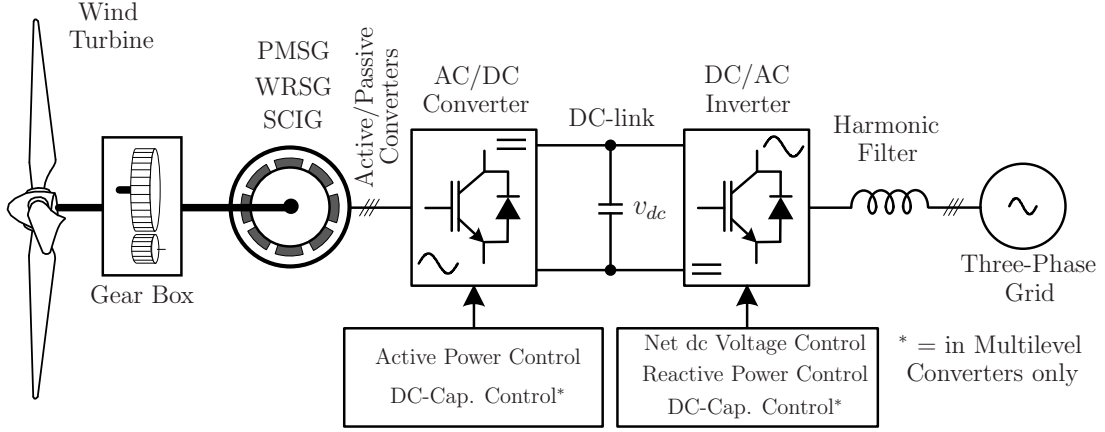 Wind
Turbine
PMSG
WRSG
SCIG
Active/Passive
Converters
AC/DC
Converter
DC-link
DC/AC
Inverter
Harmonic
Filter
v_dc
Gear Box
Three-Phase
Grid
Active Power Control
DC-Cap. Control*
Net dc Voltage Control
Reactive Power Control
DC-Cap. Control*
* = in Multilevel
Converters only